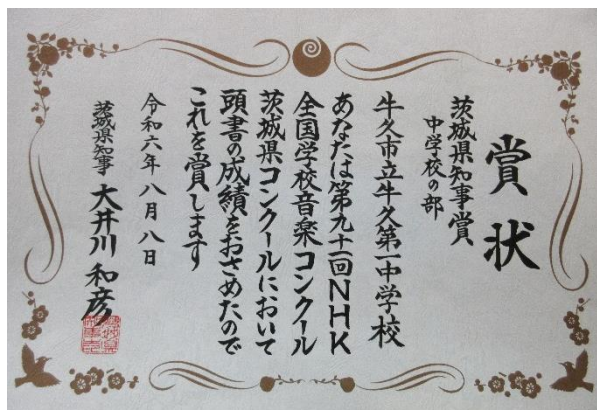 賞状
茨城県知事賞
中学校の部
牛久市立牛久第一中学校
あなたは第九十一回NHK
全国学校音楽コンクール
茨城県コンクールにおいて
頭書の成績をおさめたので
これを賞します
令和六年八月八日
茨城県知事 大井川 和彦